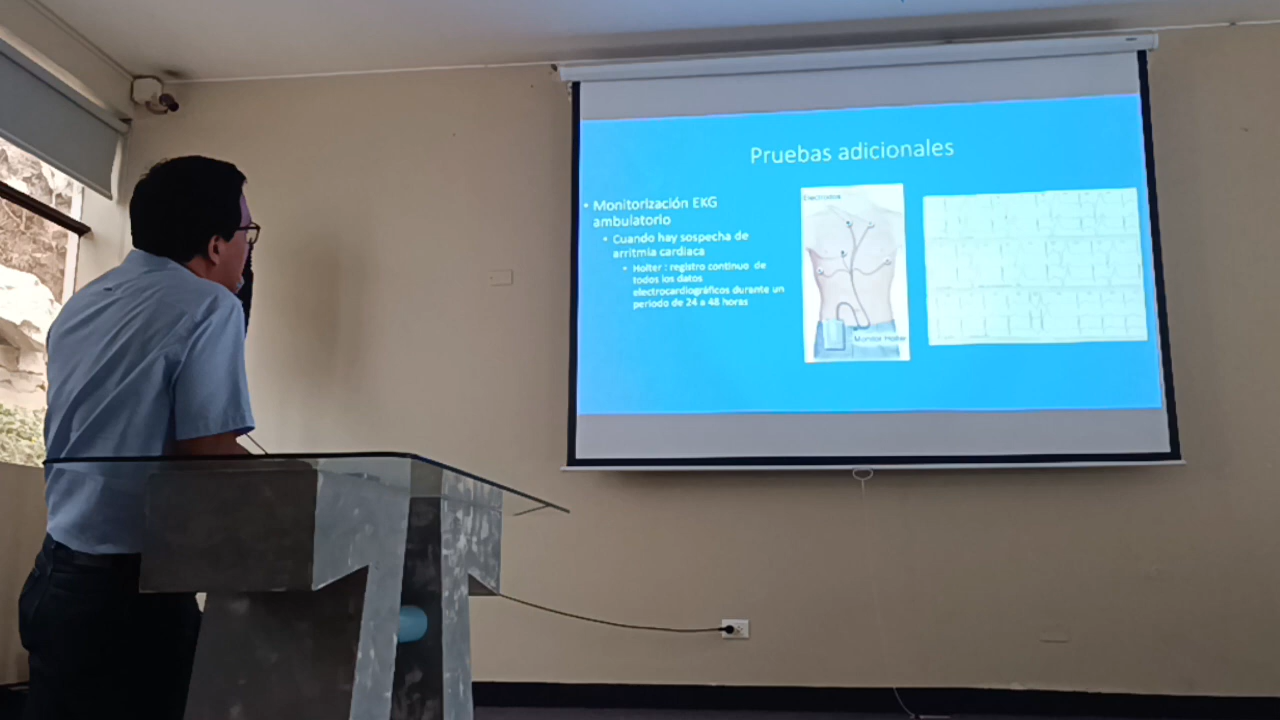 Pruebas adicionales
• Monitorización EKG
ambulatorio
• Cuando hay sospecha de
arritmia cardiaca
• Holter : registro continuo de
todos los datos
electrocardiográficos durante un
periodo de 24 a 48 horas
Electrodos
Monitor Holter